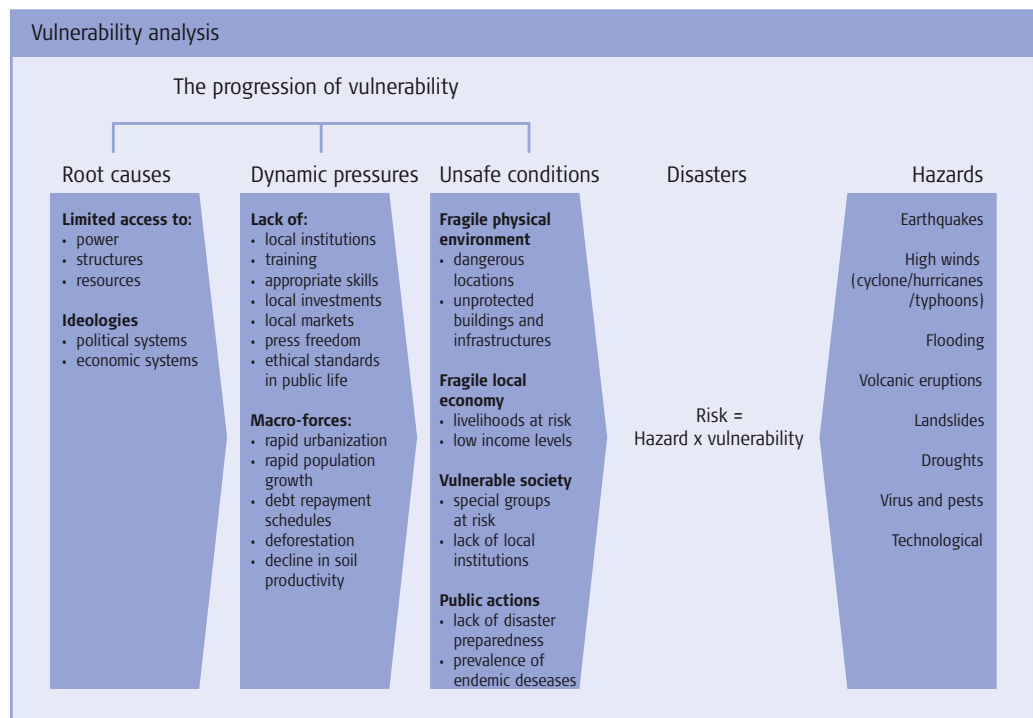 Vulnerability analysis
The progression of vulnerability
Root causes
Limited access to:
• power
• structures
• resources
Ideologies
• political systems
• economic systems
Dynamic pressures
Lack of:
• local institutions
• training
• appropriate skills
• local investments
• local markets
• press freedom
• ethical standards
in public life
Macro-forces:
• rapid urbanization
• rapid population
growth
• debt repayment
schedules
• deforestation
• decline in soil
productivity
Unsafe conditions
Fragile physical
environment
• dangerous
locations
• unprotected
buildings and
infrastructures
Fragile local
economy
• livelihoods at risk
• low income levels
Vulnerable society
• special groups
at risk
• lack of local
institutions
Public actions
• lack of disaster
preparedness
• prevalence of
endemic deseases
Disasters
Risk =
Hazard x vulnerability
Hazards
Earthquakes
High winds
(cyclone/hurricanes
/typhoons)
Flooding
Volcanic eruptions
Landslides
Droughts
Virus and pests
Technological